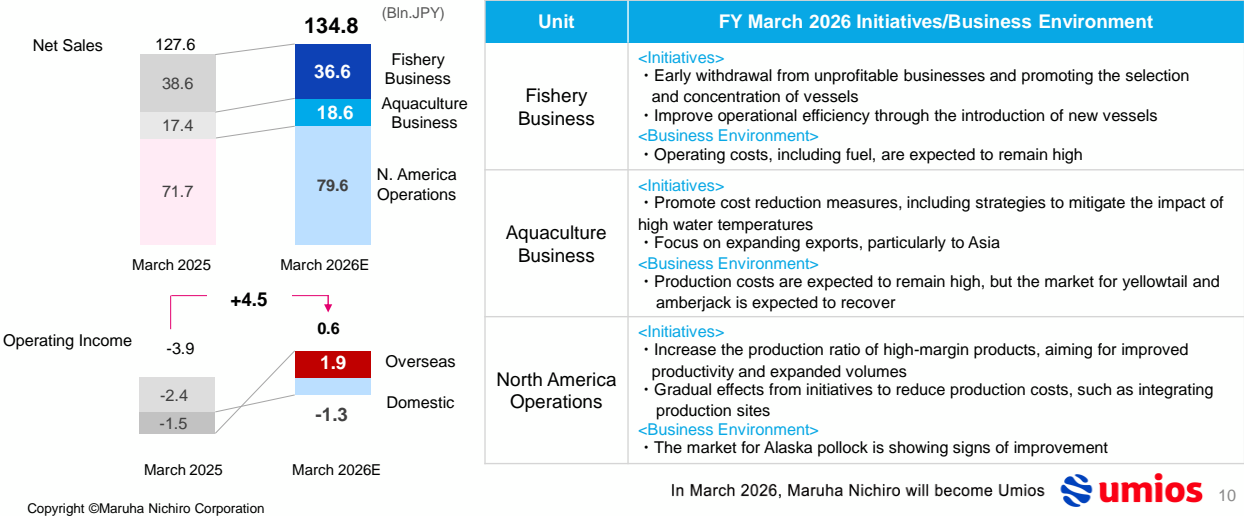 (Bln.JPY)
Net Sales
127.6
134.8
38.6
36.6
Fishery
Business
17.4
18.6
Aquaculture
Business
71.7
79.6
N. America
Operations
March 2025
March 2026E
+4.5
Operating Income
-3.9
0.6
1.9
Overseas
-2.4
-1.5
Domestic
-1.3
March 2025
March 2026E
Copyright ©Maruha Nichiro Corporation
Unit
FY March 2026 Initiatives/Business Environment
Fishery
Business
<Initiatives>
・Early withdrawal from unprofitable businesses and promoting the selection
and concentration of vessels
・Improve operational efficiency through the introduction of new vessels
<Business Environment>
・Operating costs, including fuel, are expected to remain high
Aquaculture
Business
<Initiatives>
・Promote cost reduction measures, including strategies to mitigate the impact of
high water temperatures
・Focus on expanding exports, particularly to Asia
<Business Environment>
・Production costs are expected to remain high, but the market for yellowtail and
amberjack is expected to recover
North America
Operations
<Initiatives>
・Increase the production ratio of high-margin products, aiming for improved
productivity and expanded volumes
・Gradual effects from initiatives to reduce production costs, such as integrating
production sites
<Business Environment>
・The market for Alaska pollock is showing signs of improvement
In March 2026, Maruha Nichiro will become Umios
umios
10